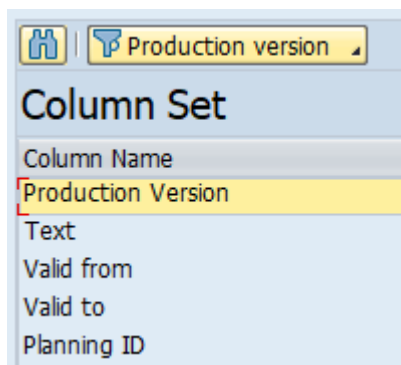 Production version
Column Set
Column Name
Production Version
Text
Valid from
Valid to
Planning ID